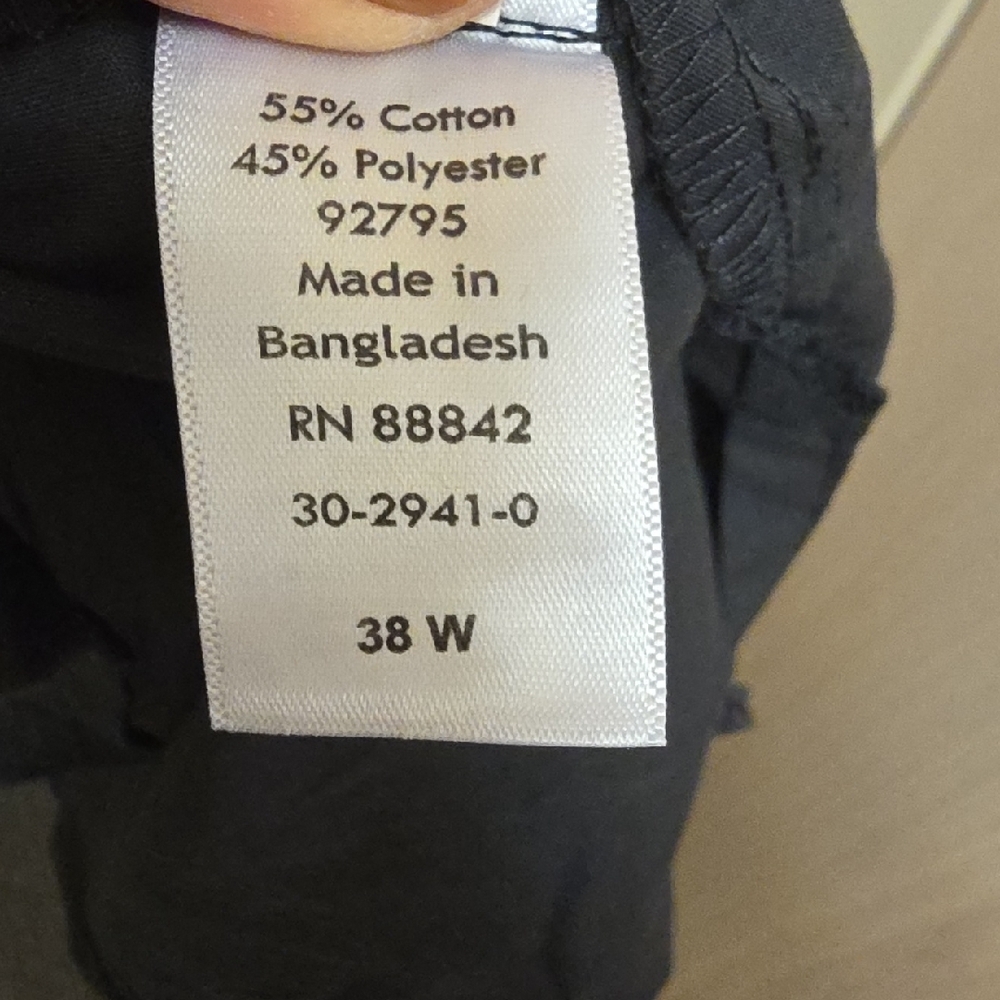 55% Cotton
45% Polyester
92795
Made in
Bangladesh
RN 88842
30-2941-0
38 W